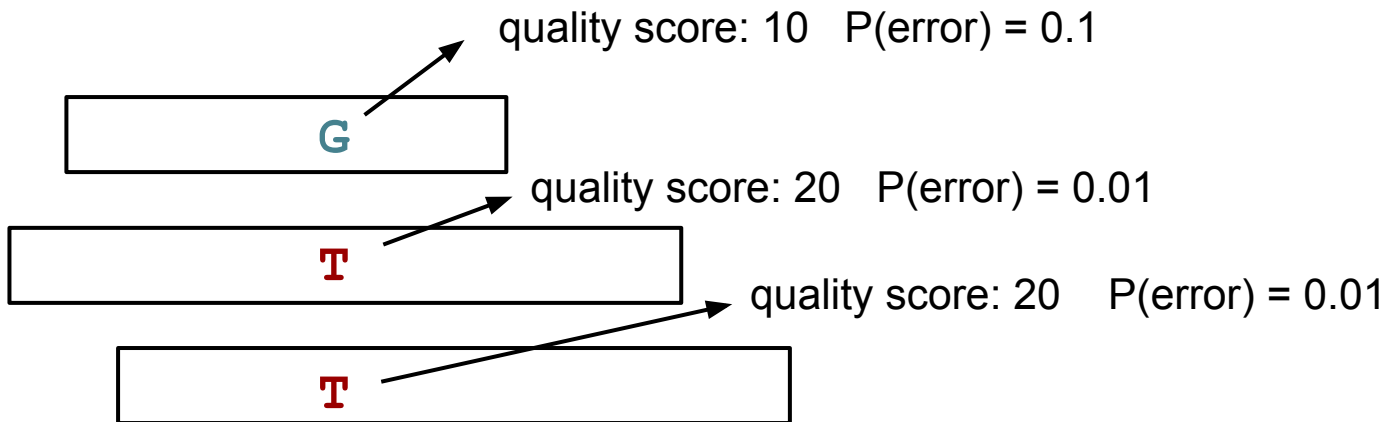 quality score: 10 P(error) = 0.1
G
quality score: 20 P(error) = 0.01
T
quality score: 20 P(error) = 0.01
T